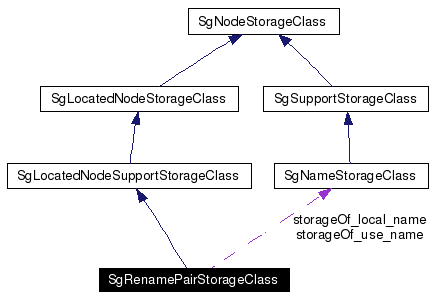 SgNodeStorageClass
SgLocatedNodeStorageClass
SgSupportStorageClass
SgLocatedNodeSupportStorageClass
SgNameStorageClass
storageOf_local_name
storageOf_use_name
SgRenamePairStorageClass